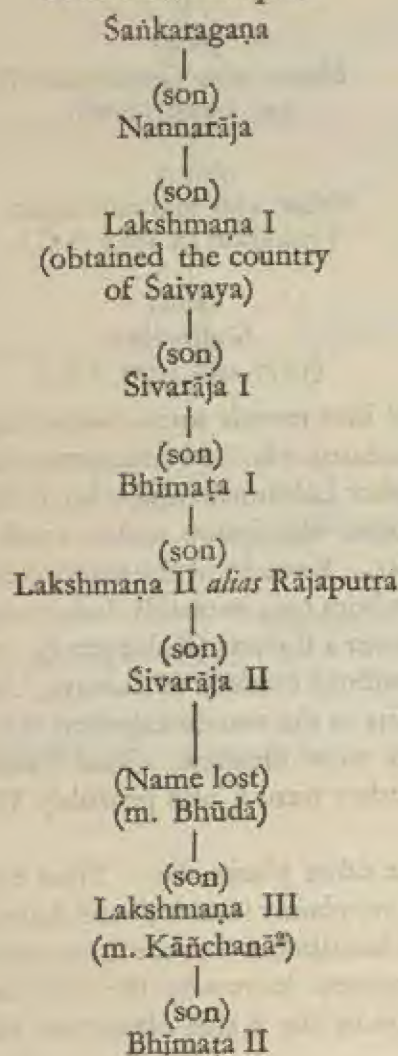 Śaṅkaragaṇa
(son)
Nannarāja
(son)
Lakshmaṇa I
(obtained the country
of Śaivaya)
(son)
Śivarāja I
(son)
Bhīmaṭa I
(son)
Lakshmaṇa II alias Rājaputra
(son)
Śivarāja II
(Name lost)
(m. Bhūdā)
(son)
Lakshmaṇa III
(m. Kāñchanā²)
(son)
Bhīmaṭa II